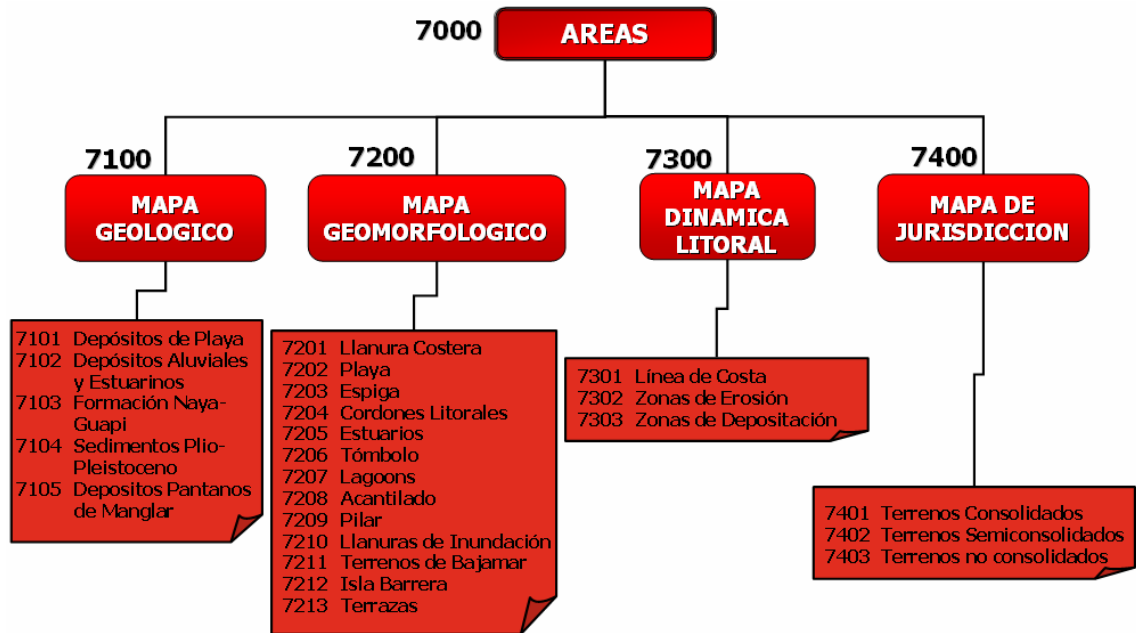 7000
AREAS
7100
MAPA
GEOLOGICO
7101 Depósitos de Playa
7102 Depósitos Aluviales
y Estuarinos
7103 Formación Naya-
Guapi
7104 Sedimentos Plio-
Pleistoceno
7105 Depositos Pantanos
de Manglar
7200
MAPA
GEOMORFOLOGICO
7201 Llanura Costera
7202 Playa
7203 Espiga
7204 Cordones Litorales
7205 Estuarios
7206 Tómbolo
7207 Lagoons
7208 Acantilado
7209 Pilar
7210 Llanuras de Inundación
7211 Terrenos de Bajamar
7212 Isla Barrera
7213 Terrazas
7300
MAPA
DINAMICA
LITORAL
7301 Línea de Costa
7302 Zonas de Erosión
7303 Zonas de Depositación
7400
MAPA DE
JURISDICCION
7401 Terrenos Consolidados
7402 Terrenos Semiconsolidados
7403 Terrenos no consolidados